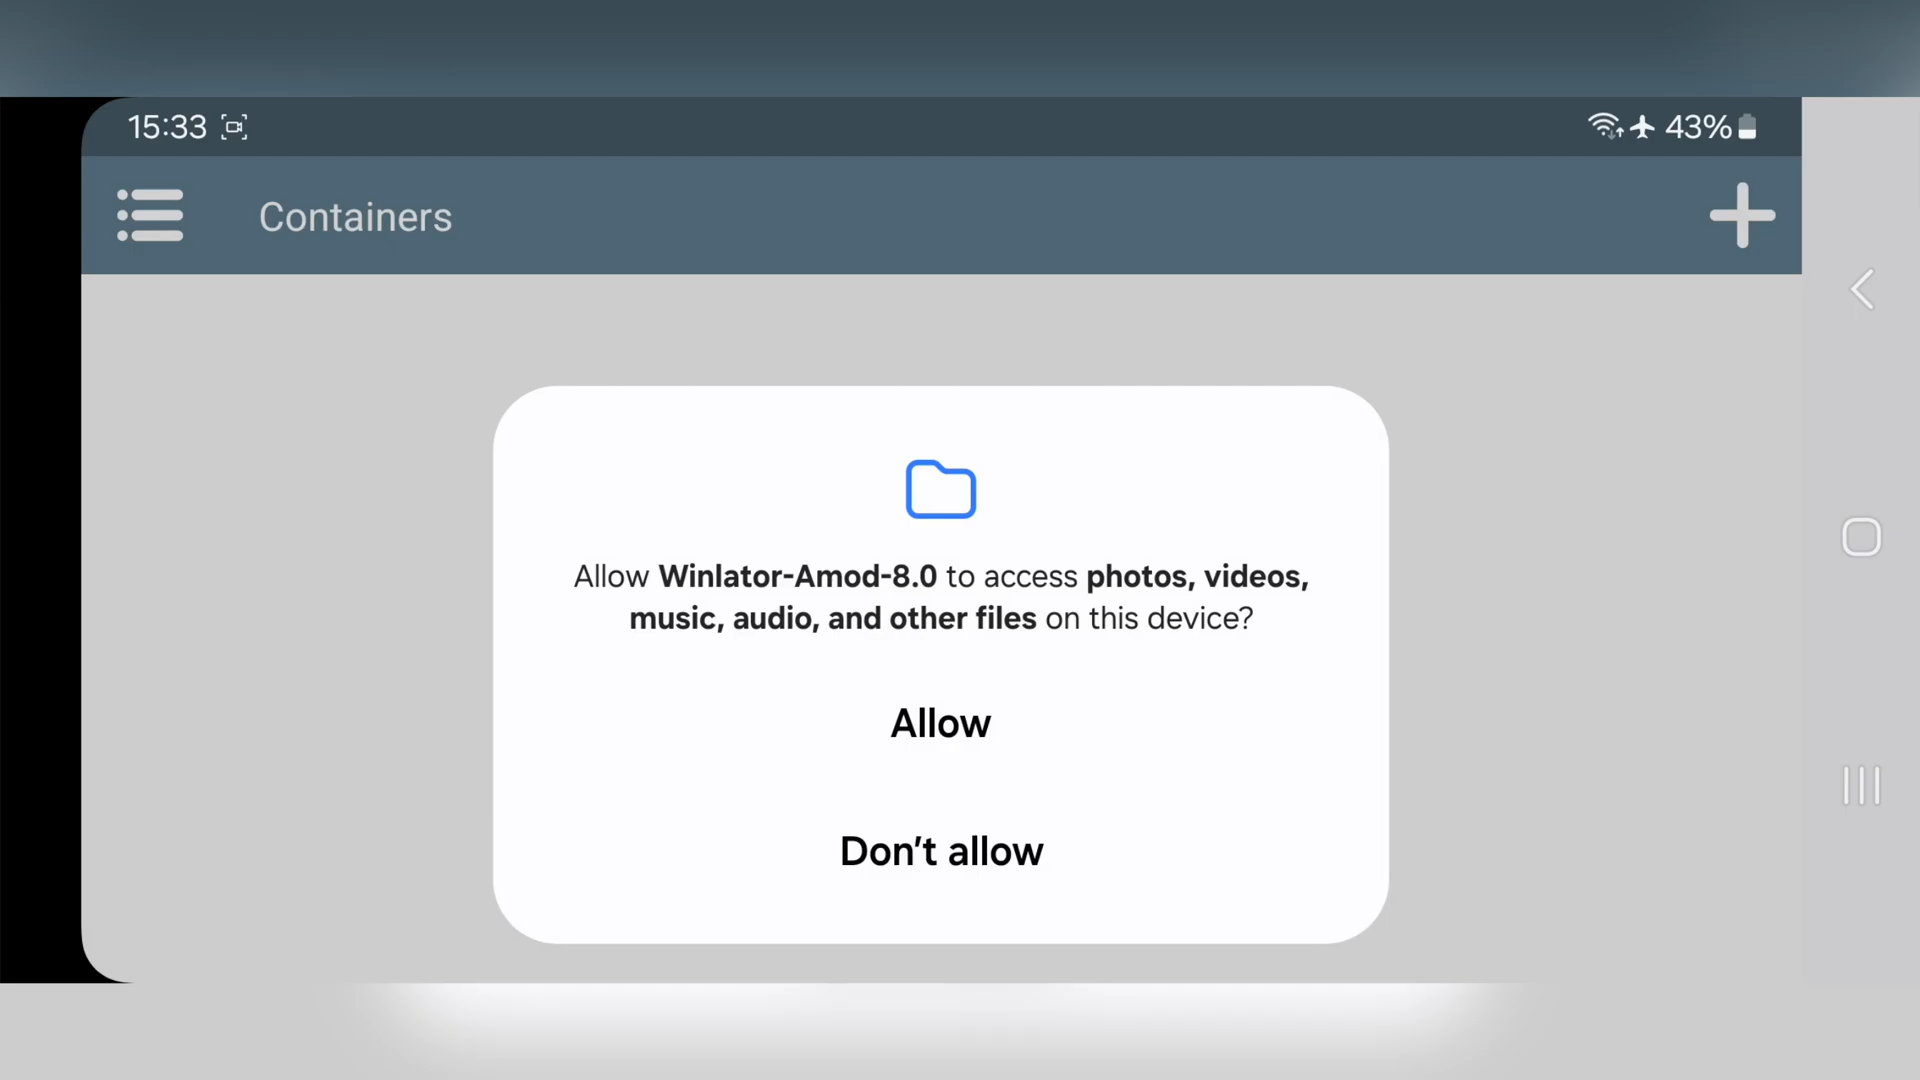 15:33
43%
Containers
Allow Winlator-Amod-8.0 to access photos, videos,
music, audio, and other files on this device?
Allow
Don’t allow